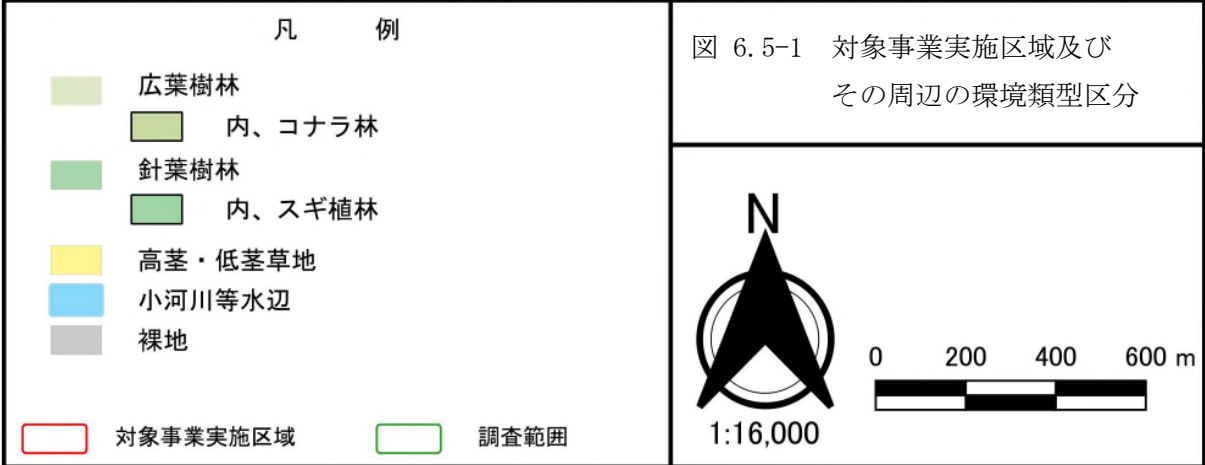 凡 例
広葉樹林
内、コナラ林
針葉樹林
内、スギ植林
高茎・低茎草地
小河川等水辺
裸地
対象事業実施区域
調査範囲
図 6.5-1 対象事業実施区域及び
その周辺の環境類型区分
N
1:16,000
0 200 400 600 m